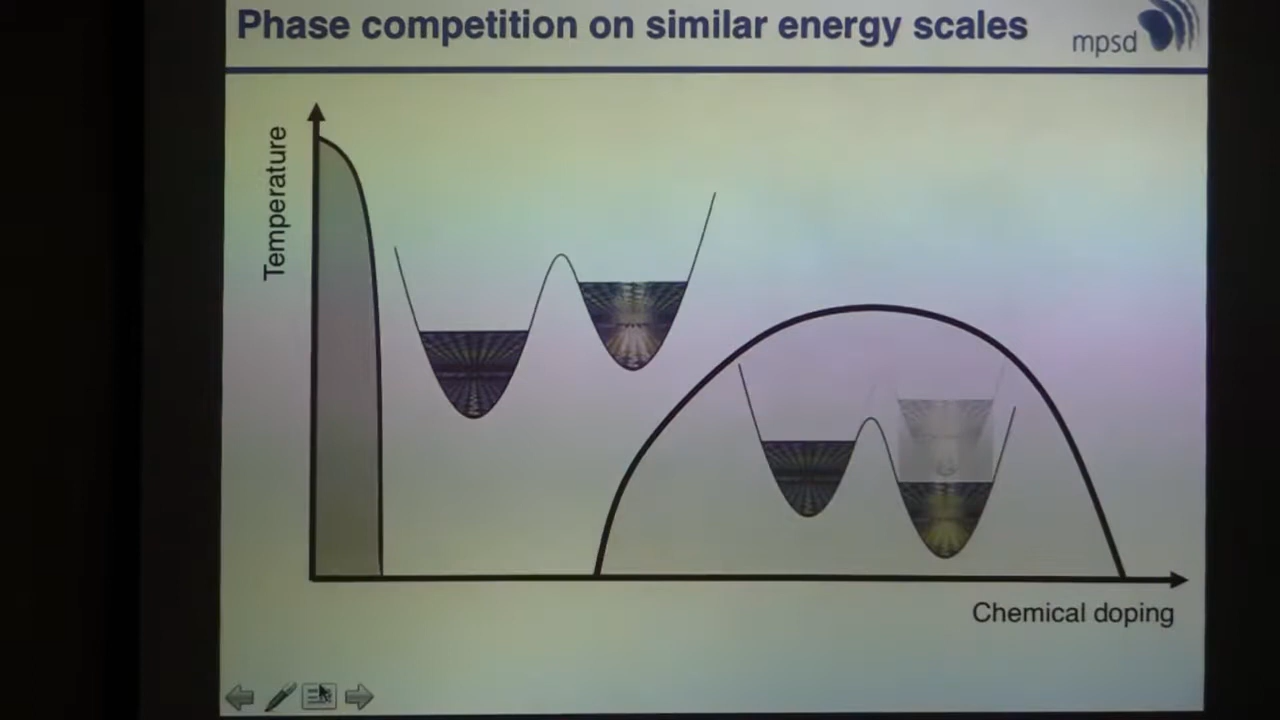 Phase competition on similar energy scales
mpsd
Temperature
Chemical doping